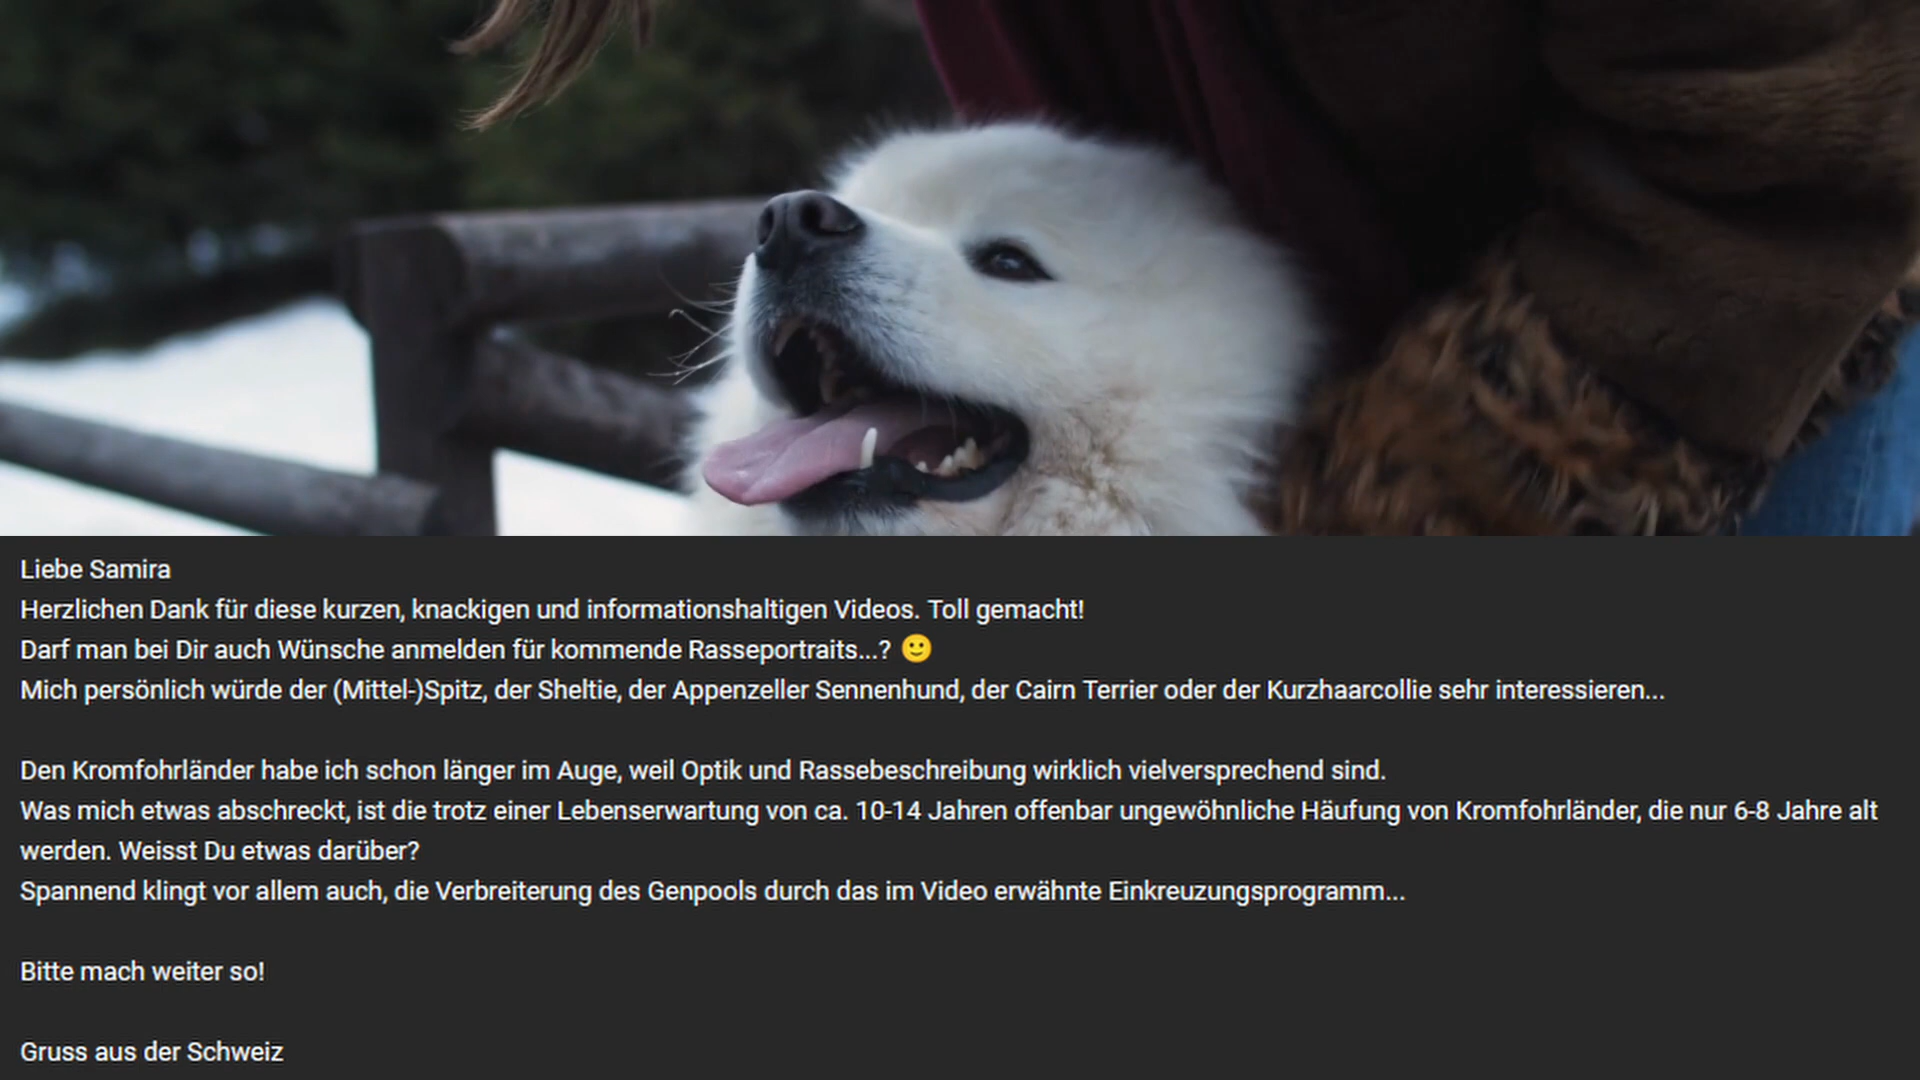 Liebe Samira
Herzlichen Dank für diese kurzen, knackigen und informationshaltigen Videos. Toll gemacht!
Darf man bei Dir auch Wünsche anmelden für kommende Rasseportraits...? 🙂
Mich persönlich würde der (Mittel-)Spitz, der Sheltie, der Appenzeller Sennenhund, der Cairn Terrier oder der Kurzhaarcollie sehr interessieren...
Den Kromfohrländer habe ich schon länger im Auge, weil Optik und Rassebeschreibung wirklich vielversprechend sind.
Was mich etwas abschreckt, ist die trotz einer Lebenserwartung von ca. 10-14 Jahren offenbar ungewöhnliche Häufung von Kromfohrländer, die nur 6-8 Jahre alt
werden. Weisst Du etwas darüber?
Spannend klingt vor allem auch, die Verbreiterung des Genpools durch das im Video erwähnte Einkreuzungsprogramm...
Bitte mach weiter so!
Gruss aus der Schweiz